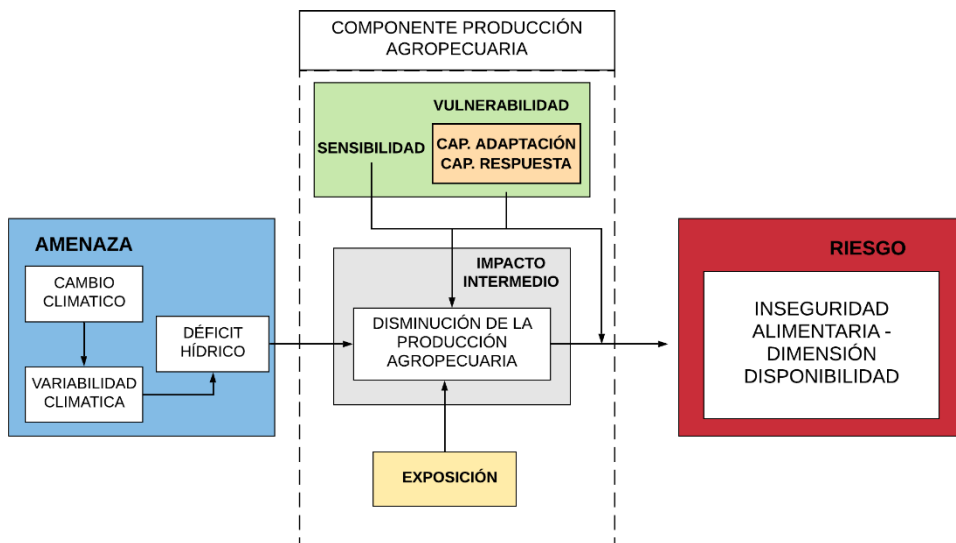 COMPONENTE PRODUCCIÓN
AGROPECUARIA
VULNERABILIDAD
SENSIBILIDAD
CAP. ADAPTACIÓN
CAP. RESPUESTA
AMENAZA
CAMBIO
CLIMATICO
VARIABILIDAD
CLIMATICA
DÉFICIT
HÍDRICO
IMPACTO
INTERMEDIO
DISMINUCIÓN DE LA
PRODUCCIÓN
AGROPECUARIA
EXPOSICIÓN
RIESGO
INSEGURIDAD
ALIMENTARIA -
DIMENSIÓN
DISPONIBILIDAD